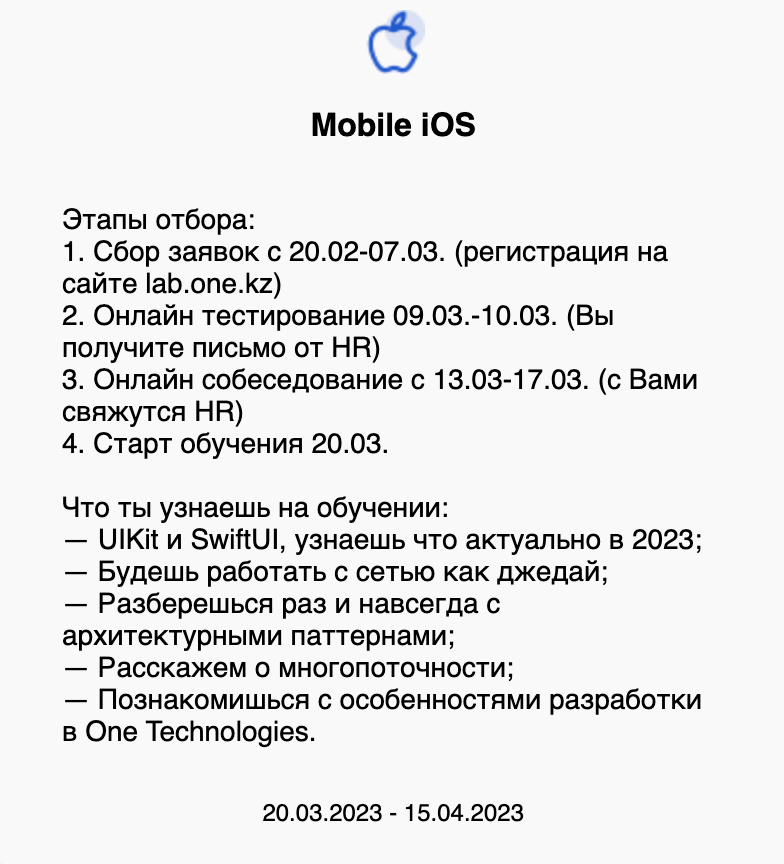 Mobile iOS
Этапы отбора:
1. Сбор заявок с 20.02-07.03. (регистрация на
сайте lab.one.kz)
2. Онлайн тестирование 09.03.-10.03. (Вы
получите письмо от HR)
3. Онлайн собеседование с 13.03-17.03. (с Вами
свяжутся HR)
4. Старт обучения 20.03.
Что ты узнаешь на обучении:
— UIKit и SwiftUI, узнаешь что актуально в 2023;
— Будешь работать с сетью как джедай;
— Разберешься раз и навсегда с
архитектурными паттернами;
— Расскажем о многопоточности;
— Познакомишься с особенностями разработки
в One Technologies.
20.03.2023 - 15.04.2023